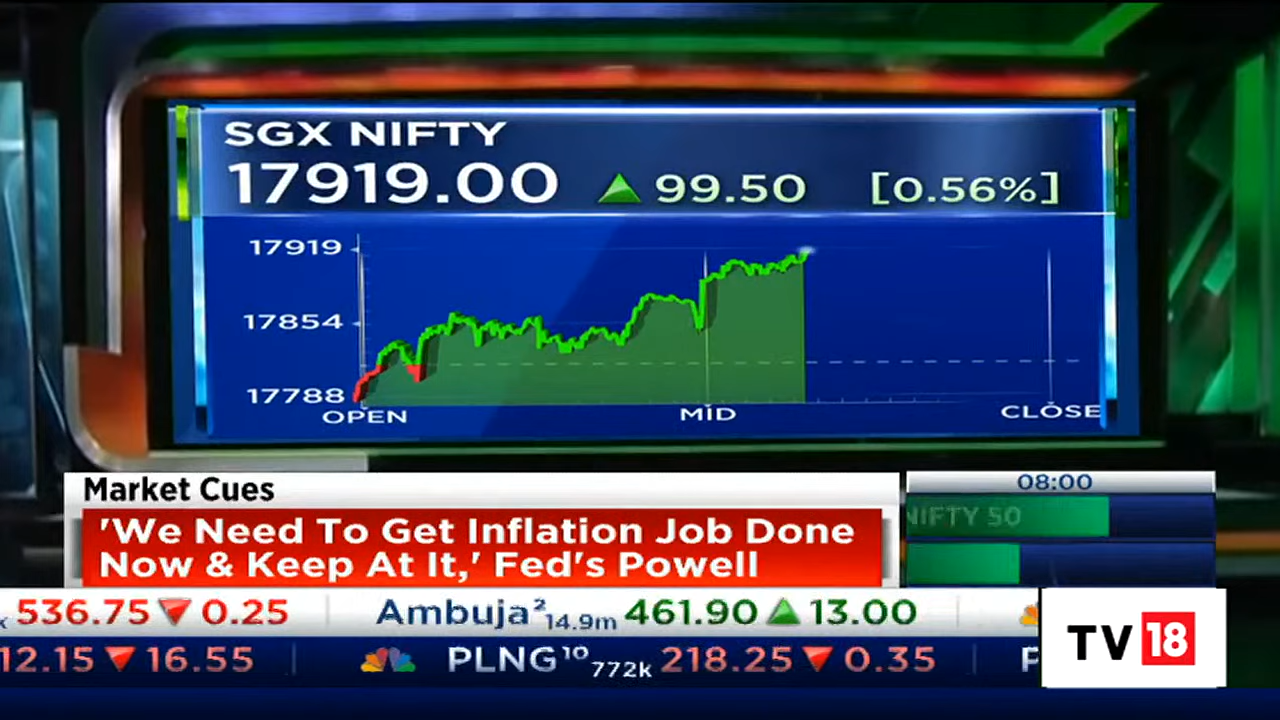 SGX NIFTY
17919.00 ▲ 99.50 [0.56%]
17919
17854
17788
OPEN MID CLOSE
Market Cues
'We Need To Get Inflation Job Done
Now & Keep At It,' Fed's Powell
08:00
NIFTY 50
536.75 ▼ 0.25 Ambuja² 14.9m 461.90 ▲ 13.00
12.15 ▼ 16.55 PLNG¹⁰ 772k 218.25 ▼ 0.35
TV18